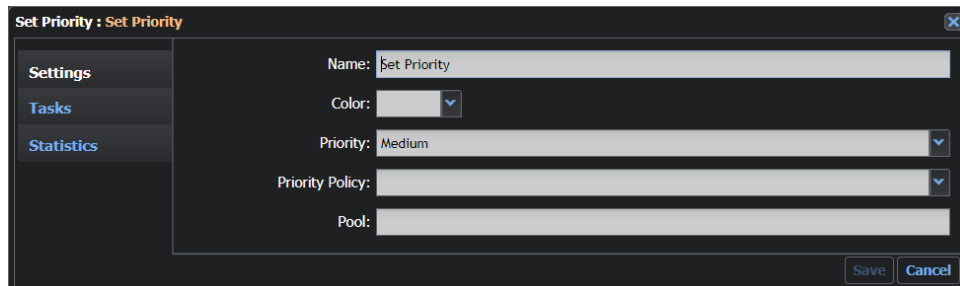 Set Priority : Set Priority
Settings
Tasks
Statistics
Name: Set Priority
Color:
Priority: Medium
Priority Policy:
Pool:
Save Cancel